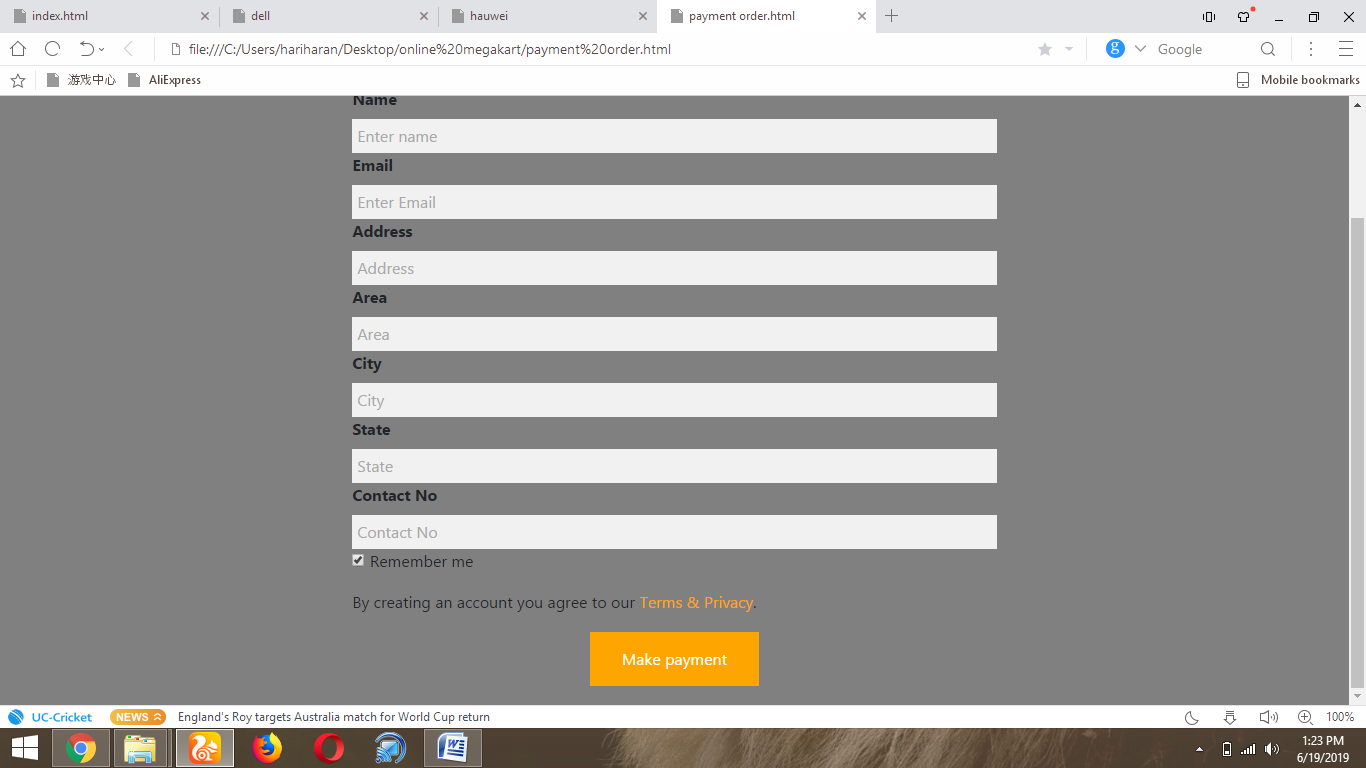 index.html
dell
hauwei
payment order.html
file:///C:/Users/hariharan/Desktop/online%20megakart/payment%20order.html
Google
游戏中心
AliExpress
Mobile bookmarks
Name
Enter name
Email
Enter Email
Address
Address
Area
Area
City
City
State
State
Contact No
Contact No
Remember me
By creating an account you agree to our Terms & Privacy.
Make payment
UC-Cricket
NEWS
England's Roy targets Australia match for World Cup return
100%
1:23 PM
6/19/2019